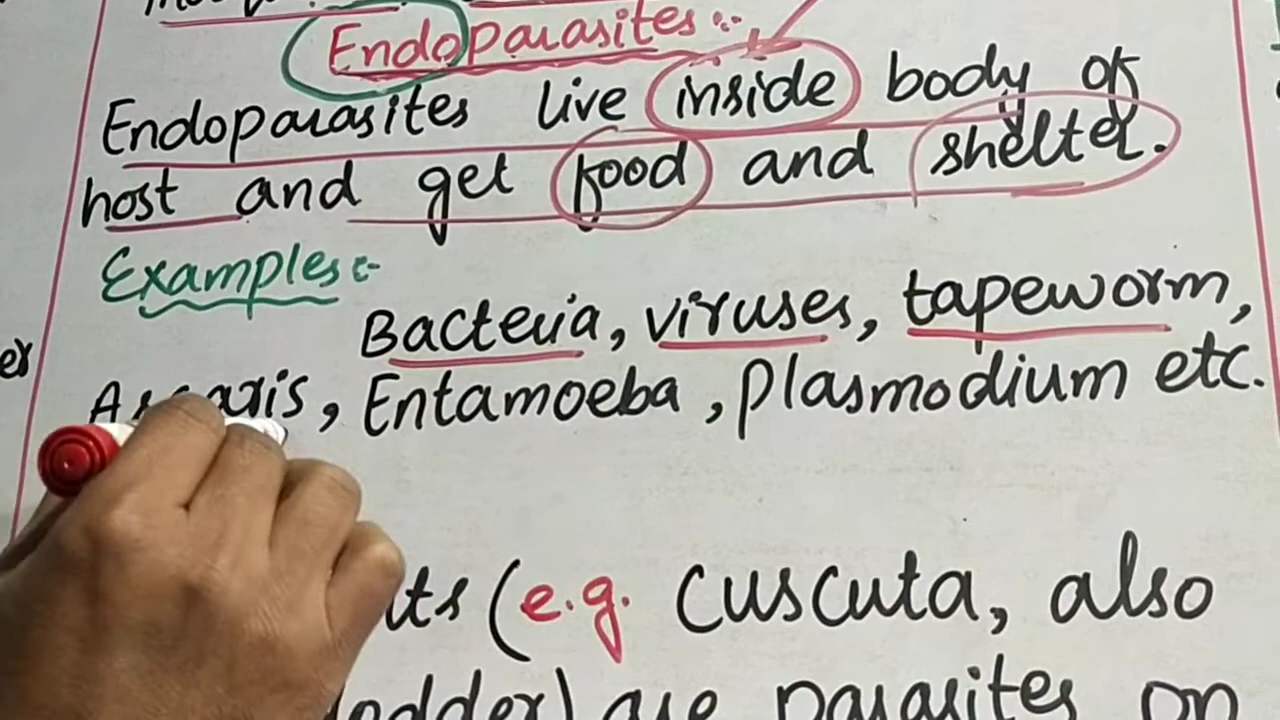 Endoparasites :-
Endoparasites live inside body of
host and get food and shelter.
Examples :-
Bacteria, viruses, tapeworm,
Ascaris, Entamoeba, Plasmodium etc.
(e.g. Cuscuta, also
are parasites on